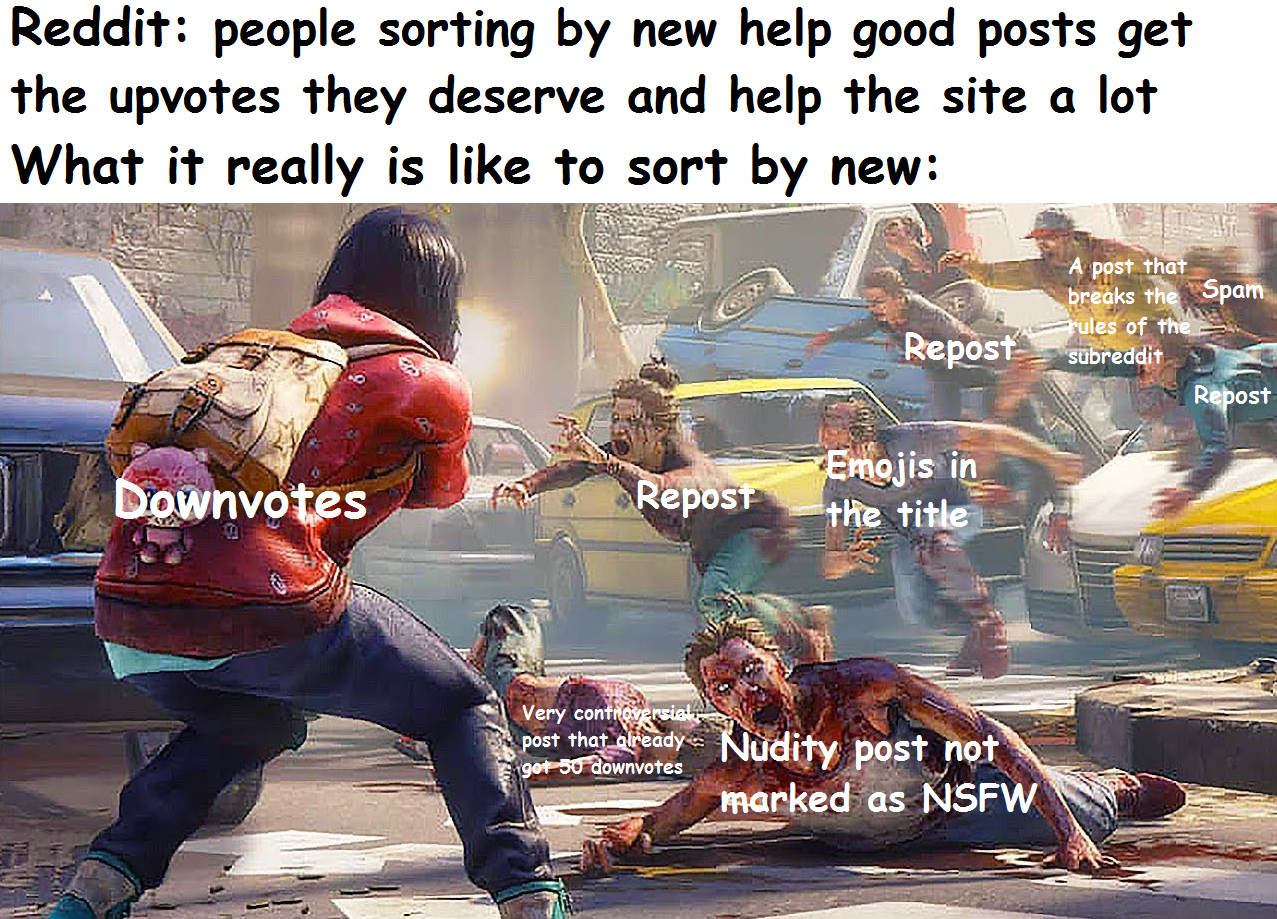 Reddit: people sorting by new help good posts get
the upvotes they deserve and help the site a lot
What it really is like to sort by new:
A post that
breaks the
rules of the
subreddit
Spam
Repost
Repost
Emojis in
the title
Repost
Downvotes
Very controversial
post that already
got 50 downvotes
Nudity post not
marked as NSFW